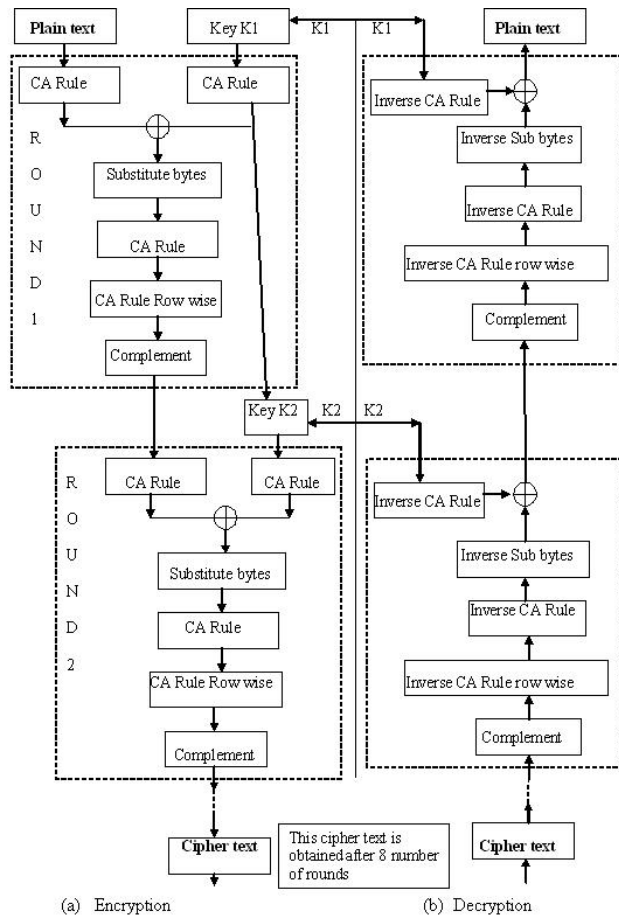 Plain text
Key K1
K1
K1
Plain text
CA Rule
CA Rule
Inverse CA Rule
R
O
U
N
D
1
Substitute bytes
CA Rule
CA Rule Row wise
Complement
Inverse Sub bytes
Inverse CA Rule
Inverse CA Rule row wise
Complement
Key K2
K2
K2
R
O
U
N
D
2
CA Rule
CA Rule
Substitute bytes
CA Rule
CA Rule Row wise
Complement
Inverse CA Rule
Inverse Sub bytes
Inverse CA Rule
Inverse CA Rule row wise
Complement
Cipher text
This cipher text is
obtained after 8 number
of rounds
Cipher text
(a) Encryption
(b) Decryption